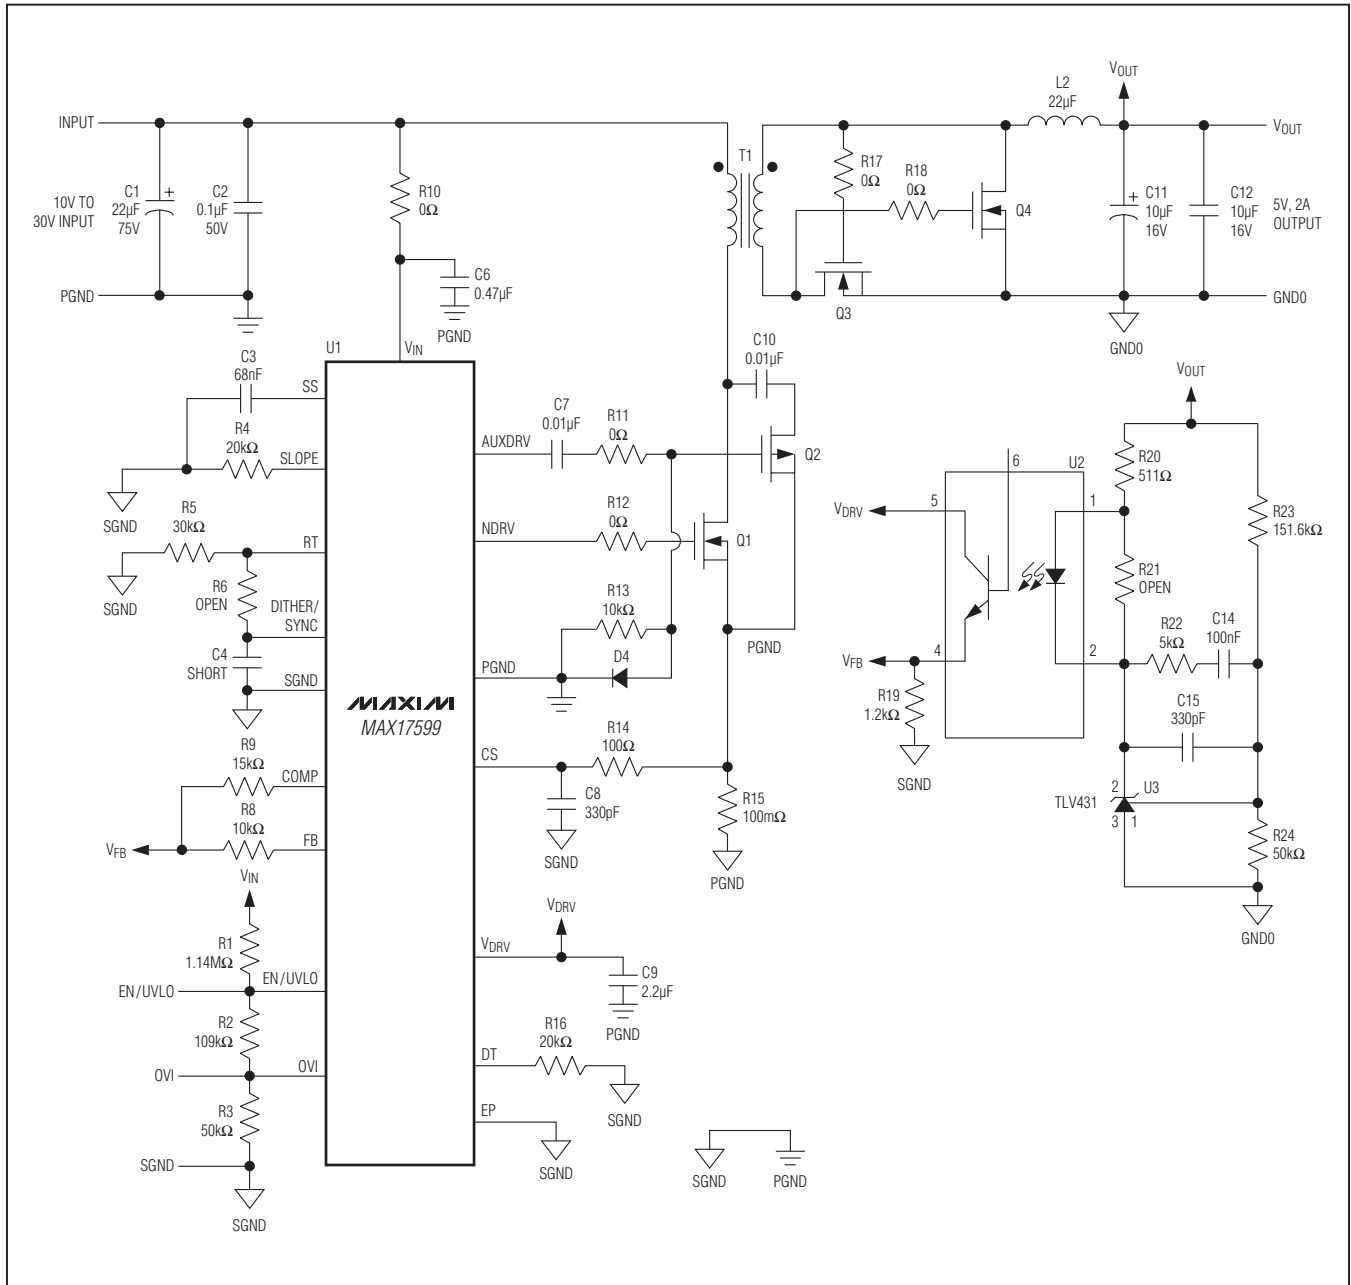 INPUT
10V TO
30V INPUT
PGND
C1
22µF
75V
+
C2
0.1µF
50V
R10
0Ω
C6
0.47µF
PGND
T1
R17
0Ω
R18
0Ω
Q4
Q3
L2
22µF
VOUT
VOUT
+
C11
10µF
16V
C12
10µF
16V
5V, 2A
OUTPUT
GND0
GND0
U1
VIN
C3
68nF
SS
R4
20kΩ
SLOPE
SGND
R5
30kΩ
RT
SGND
R6
OPEN
DITHER/
SYNC
C4
SHORT
SGND
R9
15kΩ
COMP
R8
10kΩ
FB
VFB
VIN
R1
1.14MΩ
EN/UVLO
EN/UVLO
R2
109kΩ
OVI
OVI
R3
50kΩ
SGND
SGND
MAXIM
MAX17599
AUXDRV
C7
0.01µF
R11
0Ω
C10
0.01µF
Q2
NDRV
R12
0Ω
Q1
R13
10kΩ
PGND
D4
PGND
CS
R14
100Ω
C8
330pF
SGND
R15
100mΩ
PGND
VDRV
VDRV
C9
2.2µF
PGND
DT
R16
20kΩ
SGND
EP
SGND
SGND
PGND
VOUT
6
U2
5
VDRV
1
R20
511Ω
R23
151.6kΩ
R21
OPEN
R22
5kΩ
C14
100nF
4
VFB
2
R19
1.2kΩ
SGND
C15
330pF
2
U3
TLV431
3
1
R24
50kΩ
GND0